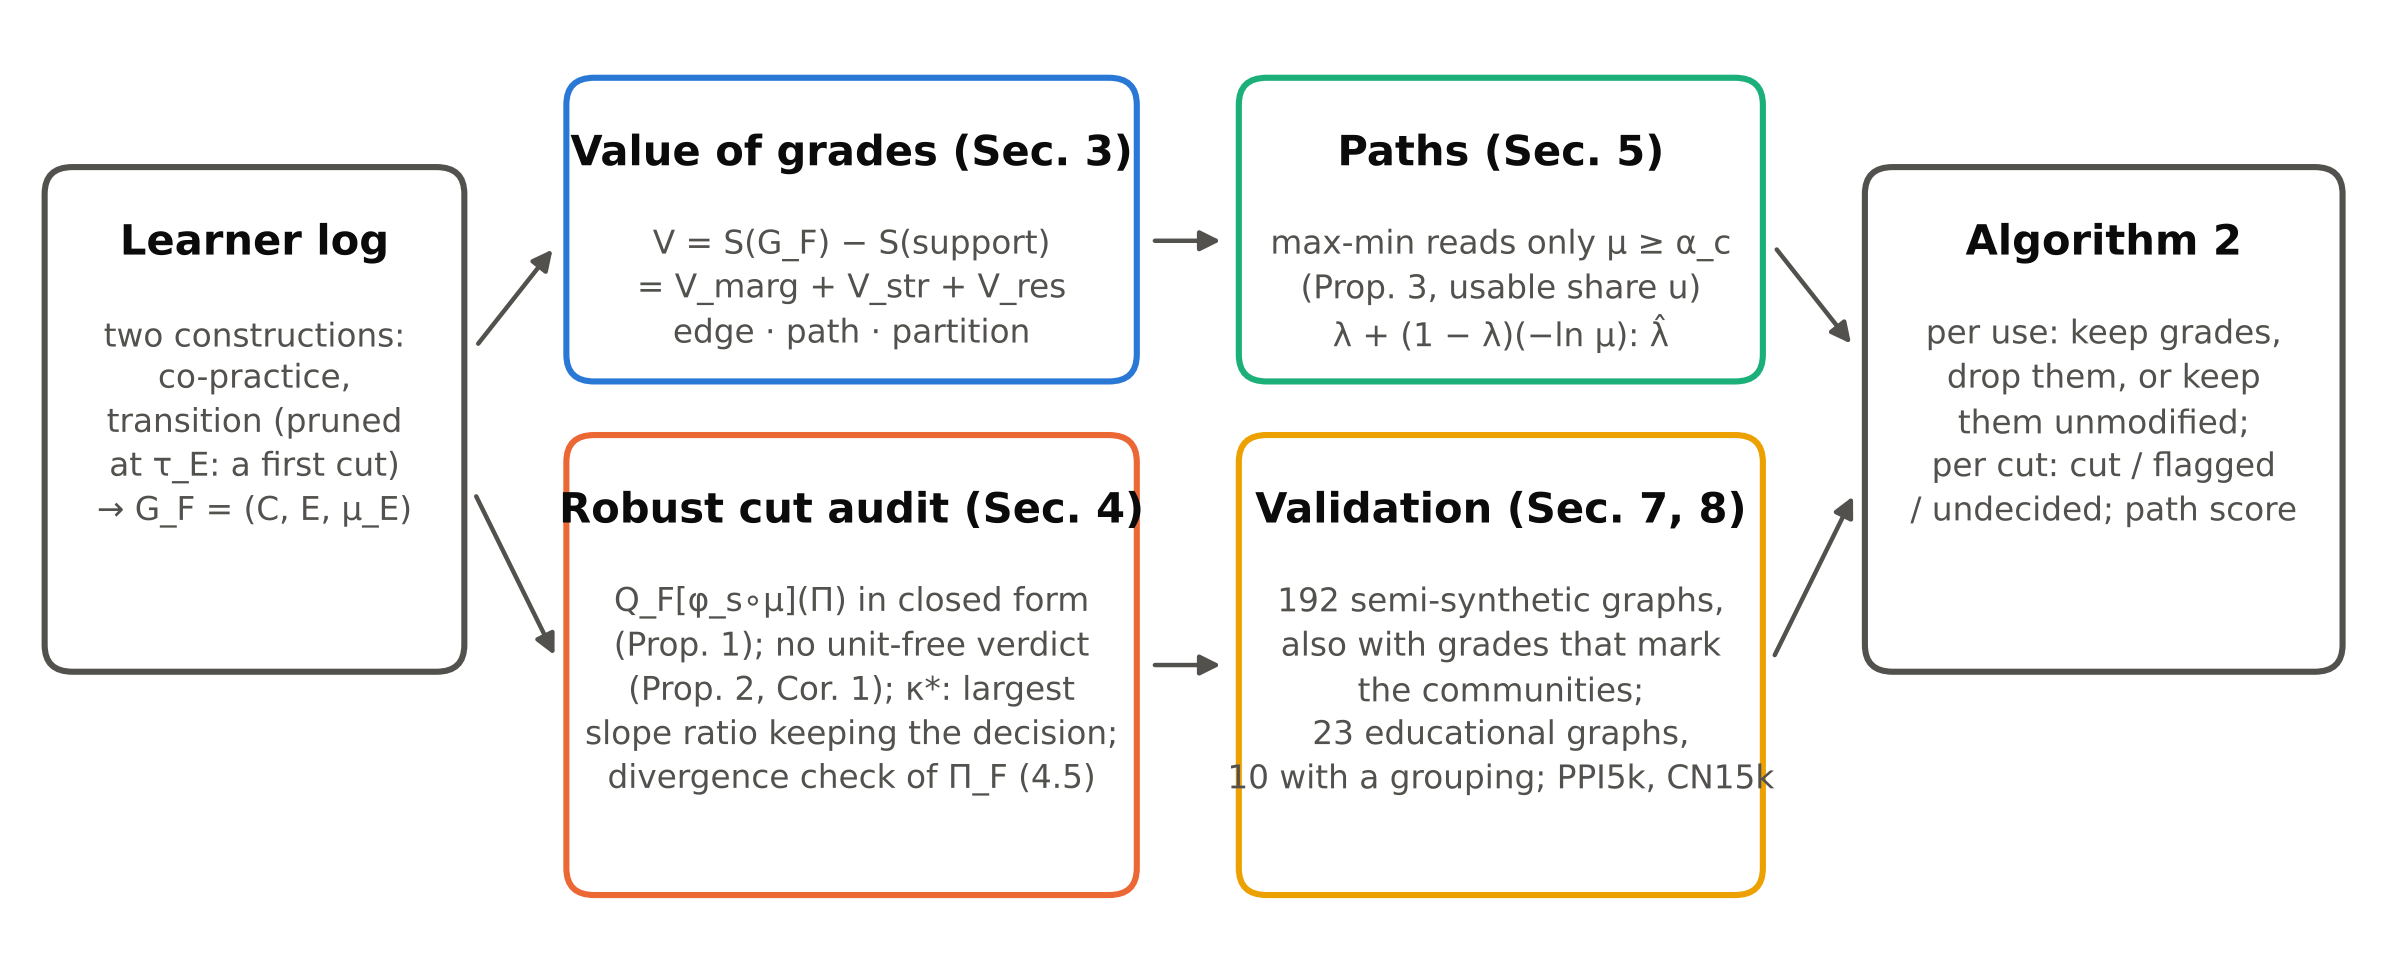 Learner log
two constructions:
co-practice,
transition (pruned
at τ_E: a first cut)
→ G_F = (C, E, μ_E)
Value of grades (Sec. 3)
V = S(G_F) − S(support)
= V_marg + V_str + V_res
edge · path · partition
Robust cut audit (Sec. 4)
Q_F[φ_s∘μ](Π) in closed form
(Prop. 1); no unit-free verdict
(Prop. 2, Cor. 1); κ*: largest
slope ratio keeping the decision;
divergence check of Π_F (4.5)
Paths (Sec. 5)
max-min reads only μ ≥ α_c
(Prop. 3, usable share u)
λ + (1 − λ)(−ln μ): λ̂
Validation (Sec. 7, 8)
192 semi-synthetic graphs,
also with grades that mark
the communities;
23 educational graphs,
10 with a grouping; PPI5k, CN15k
Algorithm 2
per use: keep grades,
drop them, or keep
them unmodified;
per cut: cut / flagged
/ undecided; path score